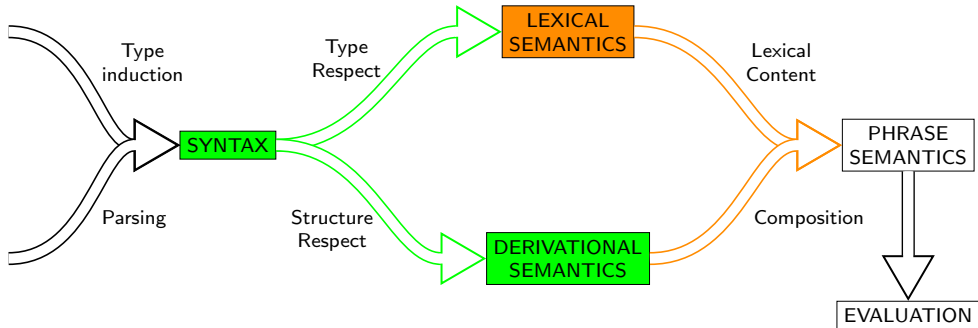 Type
induction
Parsing
SYNTAX
Type
Respect
Structure
Respect
LEXICAL
SEMANTICS
DERIVATIONAL
SEMANTICS
Lexical
Content
Composition
PHRASE
SEMANTICS
EVALUATION